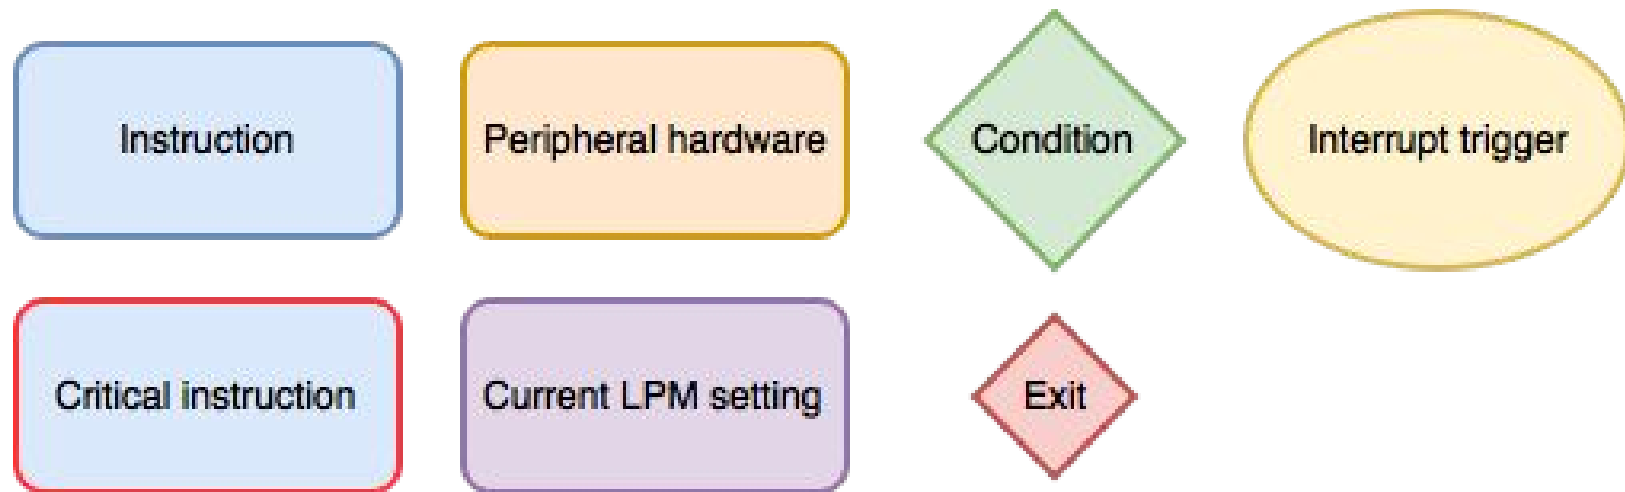 Instruction
Peripheral hardware
Condition
Interrupt trigger
Critical instruction
Current LPM setting
Exit